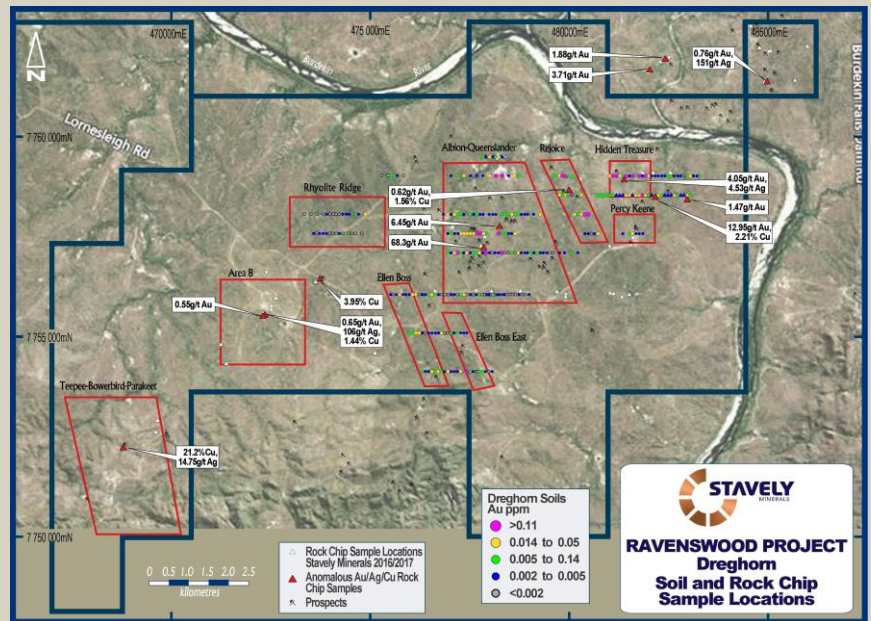 470000mE
475 000mE
480000mE
485000mE
N
Burdekin
River
1.88g/t Au
3.71g/t Au
0.76g/t Au,
151g/t Ag
Lornesleigh Rd
7 760 000mN
Albion-Queenslander
Rejoice
Hidden Treasure
Rhyolite Ridge
0.62g/t Au,
1.56% Cu
4.05g/t Au,
4.53g/t Ag
Percy Keene
1.47g/t Au
6.45g/t Au
12.95g/t Au,
2.21% Cu
68.3g/t Au
Area 8
Ellen Boss
3.95% Cu
0.55g/t Au
0.65g/t Au,
106g/t Ag,
1.44% Cu
7 755 000mN
Ellen Boss East
Teepee-Bowerbird-Parakeet
21.2%Cu,
14.75g/t Ag
7 750 000mN
0 0.5 1.0 1.5 2.0 2.5
kilometres
Rock Chip Sample Locations
Stavely Minerals 2016/2017
Anomalous Au/Ag/Cu Rock
Chip Samples
Prospects
Dreghorn Soils
Au ppm
>0.11
0.014 to 0.05
0.005 to 0.14
0.002 to 0.005
<0.002
STAVELY
MINERALS
RAVENSWOOD PROJECT
Dreghorn
Soil and Rock Chip
Sample Locations